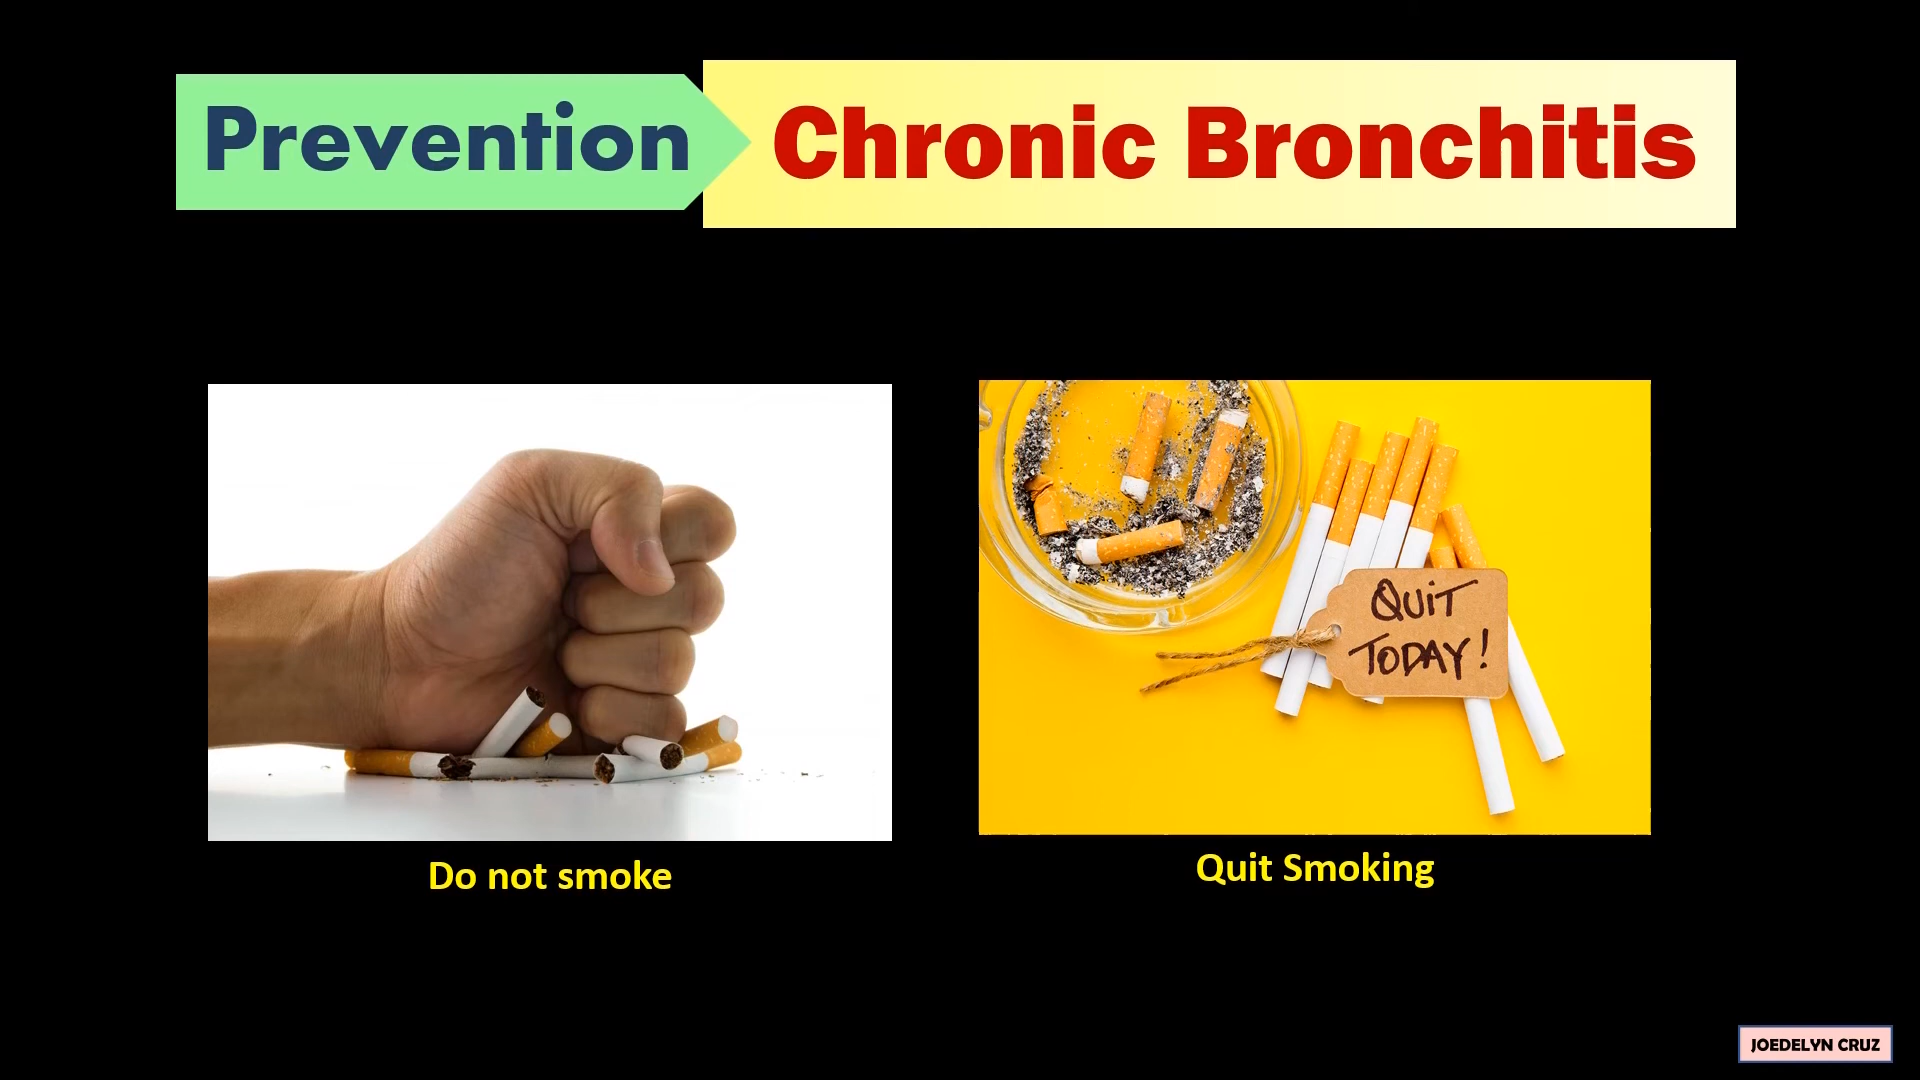 Prevention
Chronic Bronchitis
QUIT
TODAY!
Do not smoke
Quit Smoking
JOEDELYN CRUZ